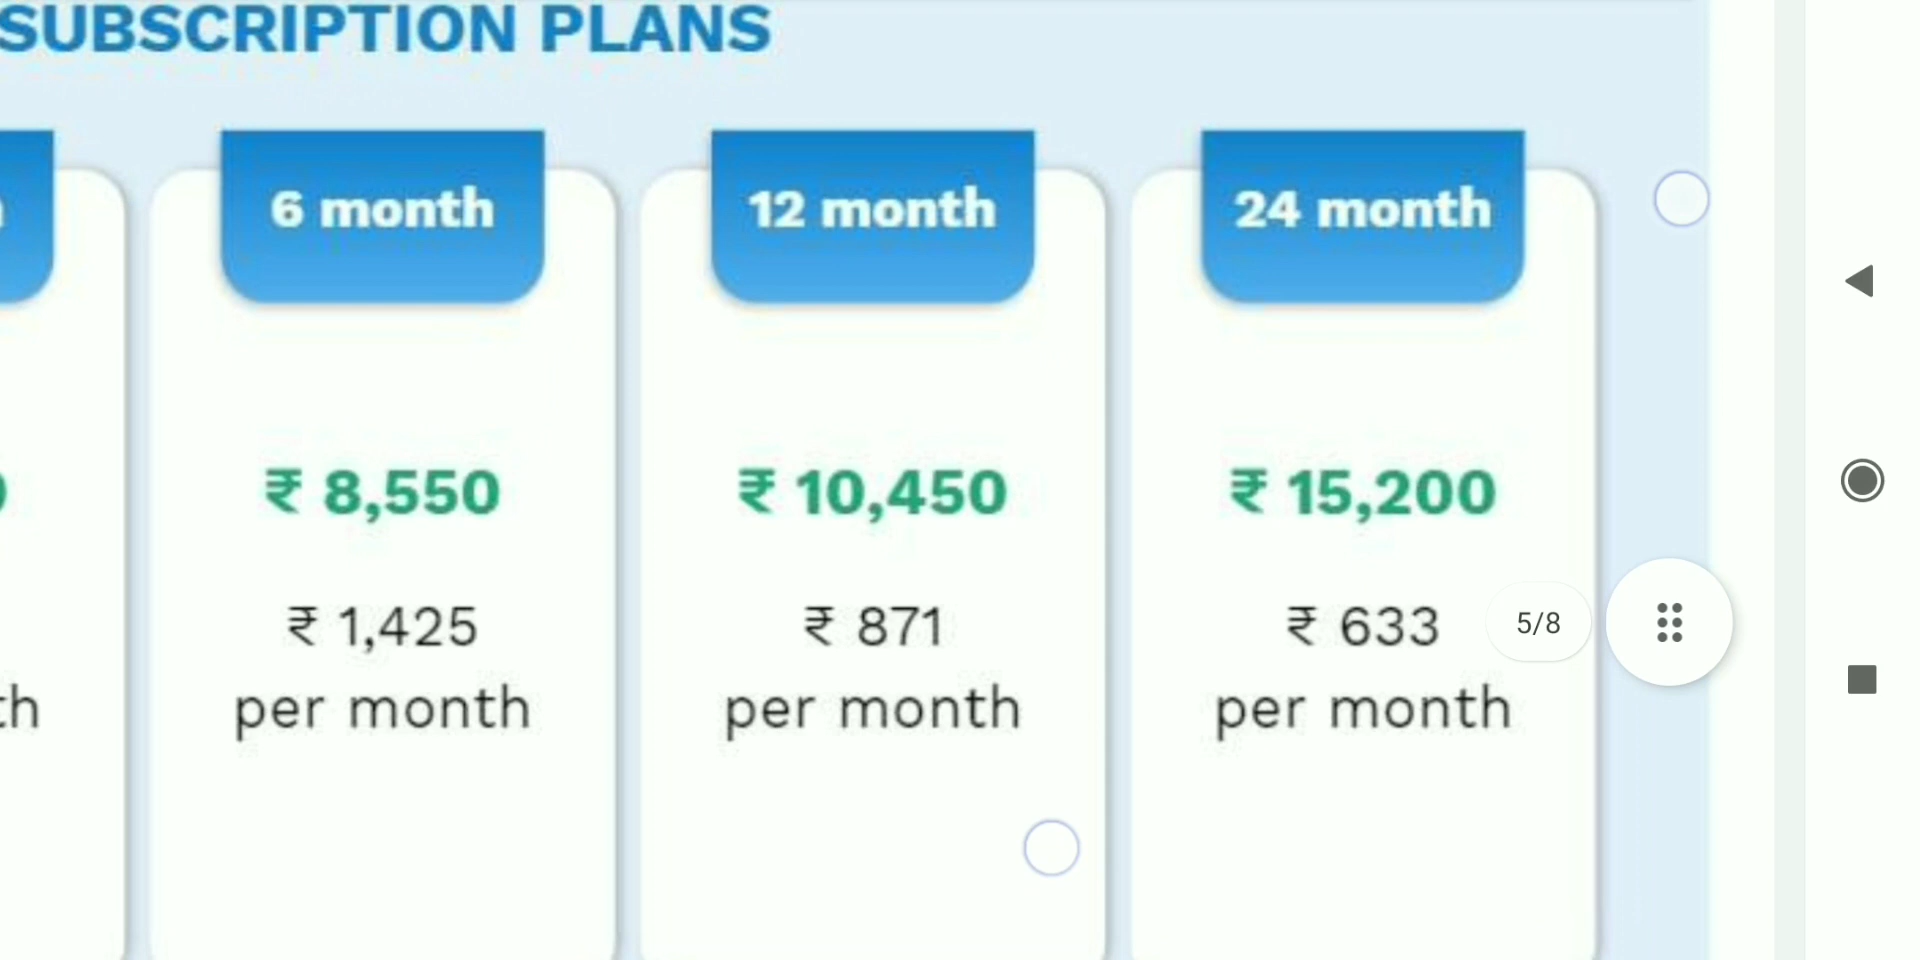 SUBSCRIPTION PLANS
6 month
12 month
24 month
₹ 8,550
₹ 10,450
₹ 15,200
₹ 1,425
per month
₹ 871
per month
₹ 633
per month
5/8